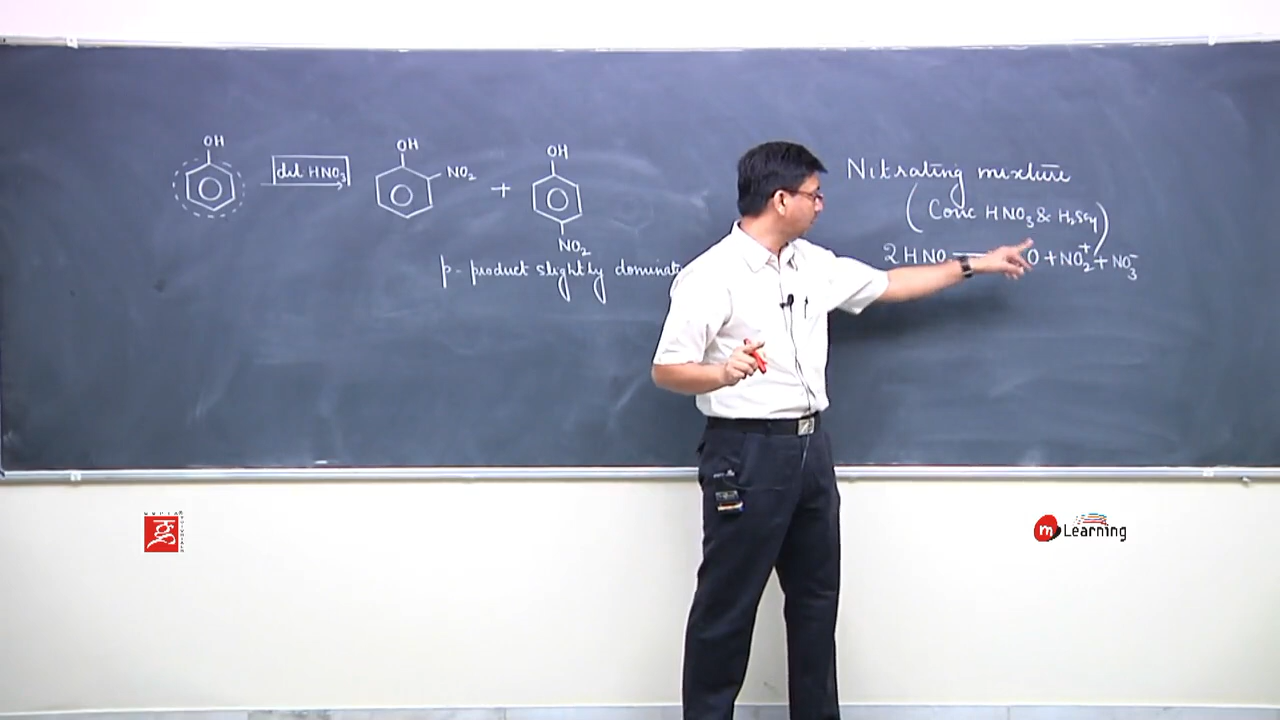 OH
dil HNO3
OH
NO2
+
OH
NO2
p- product slightly dominat
Nitrating mixture
(Conc HNO3 & H2SO4)
2HNO O + NO2+ + NO3-
m Learning